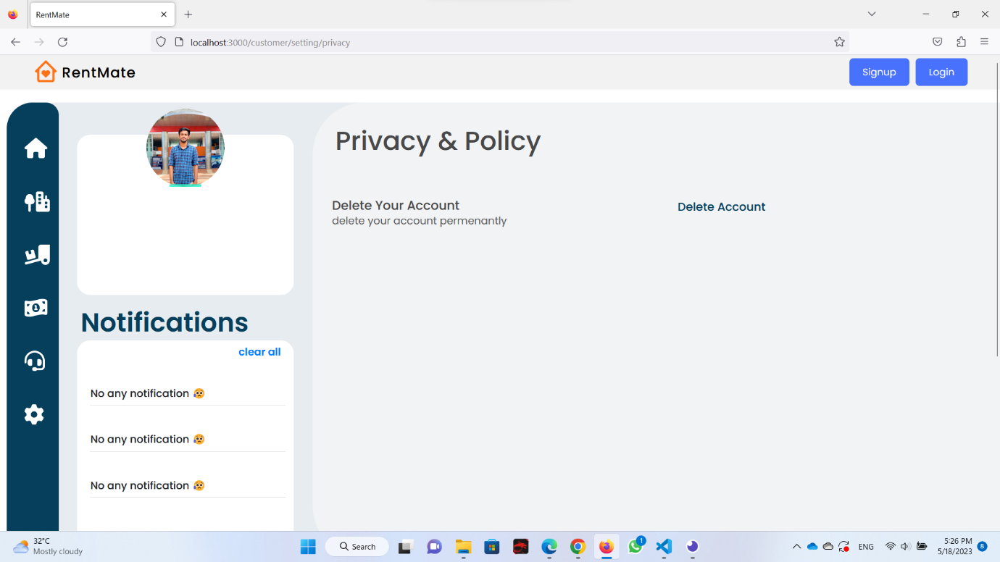 RentMate
localhost:3000/customer/setting/privacy
RentMate
Signup
Login
Privacy & Policy
Delete Your Account
delete your account permenantly
Delete Account
Notifications
clear all
No any notification 😥
No any notification 😥
No any notification 😥
32°C
Mostly cloudy
Search
1
ENG
5:26 PM
5/18/2023
8